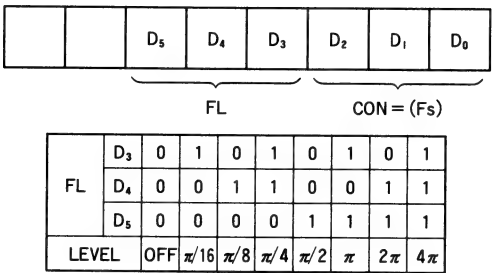 D₅ D₄ D₃ D₂ D₁ D₀
FL CON=(Fs)
FL D₃ 0 1 0 1 0 1 0 1
D₄ 0 0 1 1 0 0 1 1
D₅ 0 0 0 0 1 1 1 1
LEVEL OFF π/16 π/8 π/4 π/2 π 2π 4π